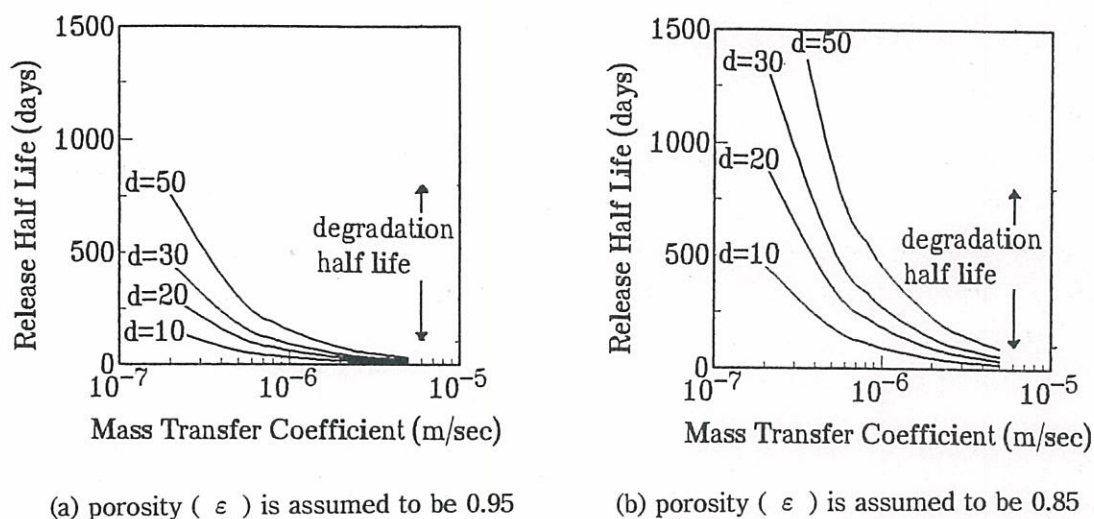 1500
1000
500
0
Release Half Life (days)
d=50
d=30
d=20
d=10
degradation
half life
10⁻⁷
10⁻⁶
10⁻⁵
Mass Transfer Coefficient (m/sec)
(a) porosity ( ε ) is assumed to be 0.95
1500
1000
500
0
Release Half Life (days)
d=50
d=30
d=20
d=10
degradation
half life
10⁻⁷
10⁻⁶
10⁻⁵
Mass Transfer Coefficient (m/sec)
(b) porosity ( ε ) is assumed to be 0.85